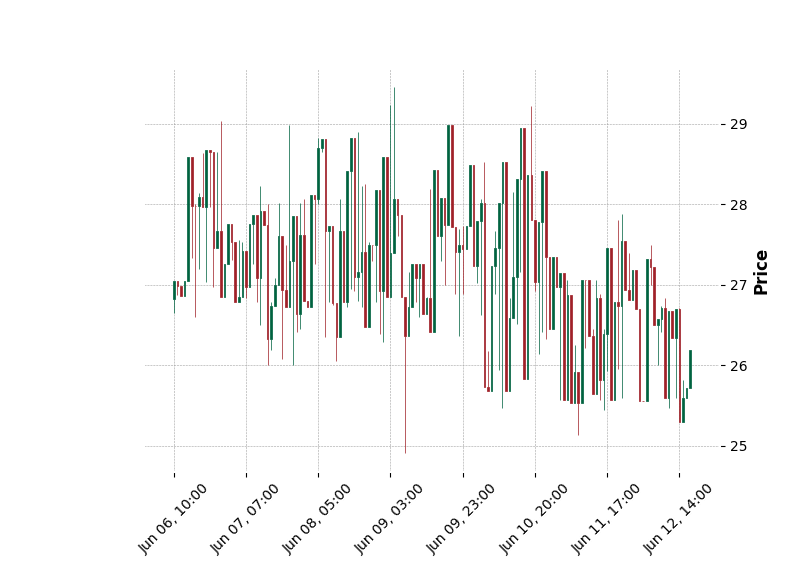 29
28
27
26
25
Price
Jun 06, 10:00
Jun 07, 07:00
Jun 08, 05:00
Jun 09, 03:00
Jun 09, 23:00
Jun 10, 20:00
Jun 11, 17:00
Jun 12, 14:00